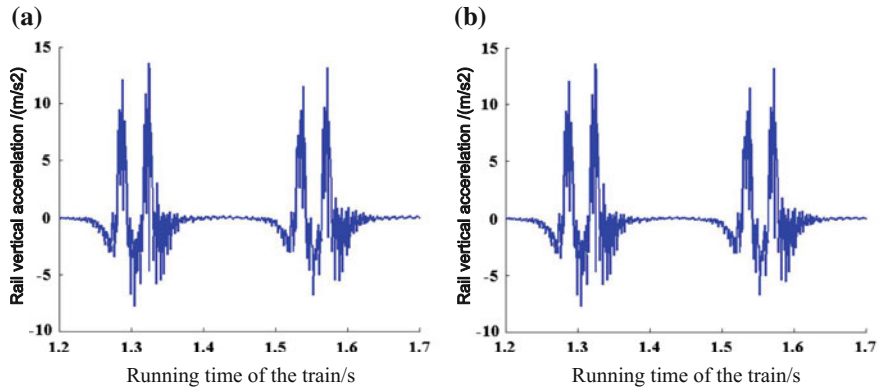 (a)
Rail vertical accerelation /(m/s2)
15
10
5
0
-5
-10
1.2 1.3 1.4 1.5 1.6 1.7
Running time of the train/s
(b)
Rail vertical accerelation /(m/s2)
15
10
5
0
-5
-10
1.2 1.3 1.4 1.5 1.6 1.7
Running time of the train/s